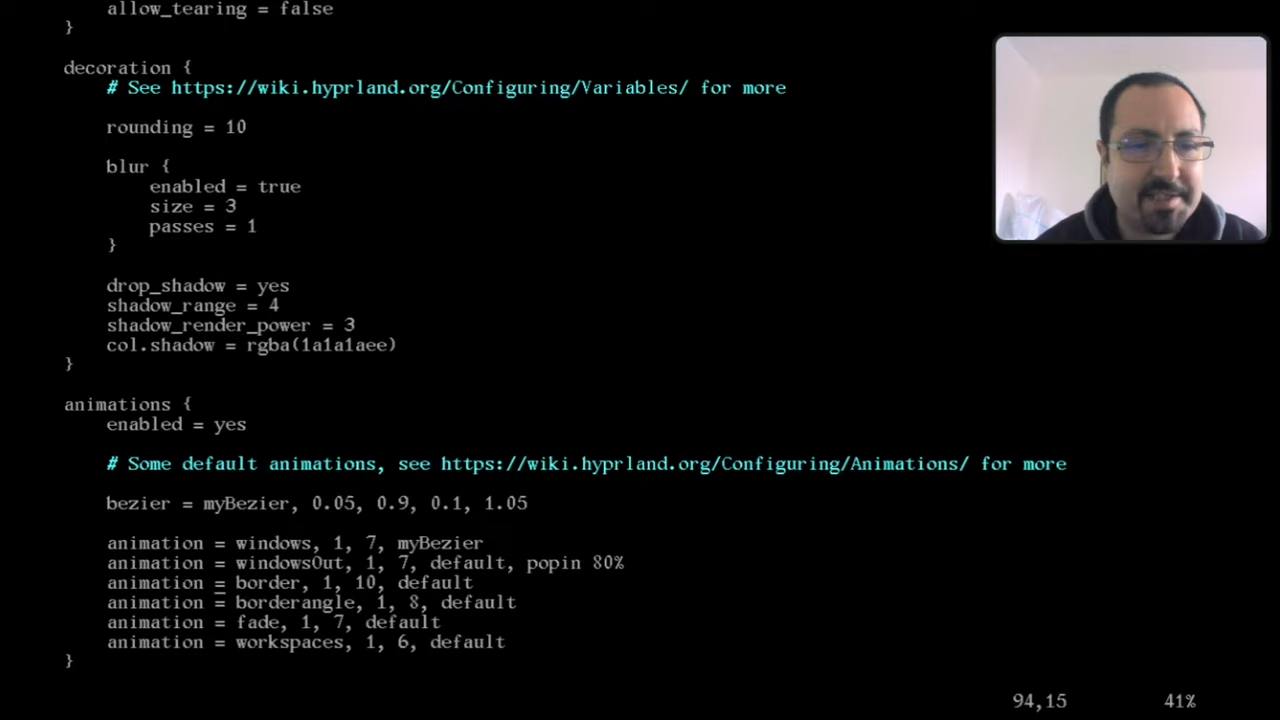 allow_tearing = false
}
decoration {
# See https://wiki.hyprland.org/Configuring/Variables/ for more
rounding = 10
blur {
enabled = true
size = 3
passes = 1
}
drop_shadow = yes
shadow_range = 4
shadow_render_power = 3
col.shadow = rgba(1a1a1aee)
}
animations {
enabled = yes
# Some default animations, see https://wiki.hyprland.org/Configuring/Animations/ for more
bezier = myBezier, 0.05, 0.9, 0.1, 1.05
animation = windows, 1, 7, myBezier
animation = windowsOut, 1, 7, default, popin 80%
animation = border, 1, 10, default
animation = borderangle, 1, 8, default
animation = fade, 1, 7, default
animation = workspaces, 1, 6, default
}
94,15 41%